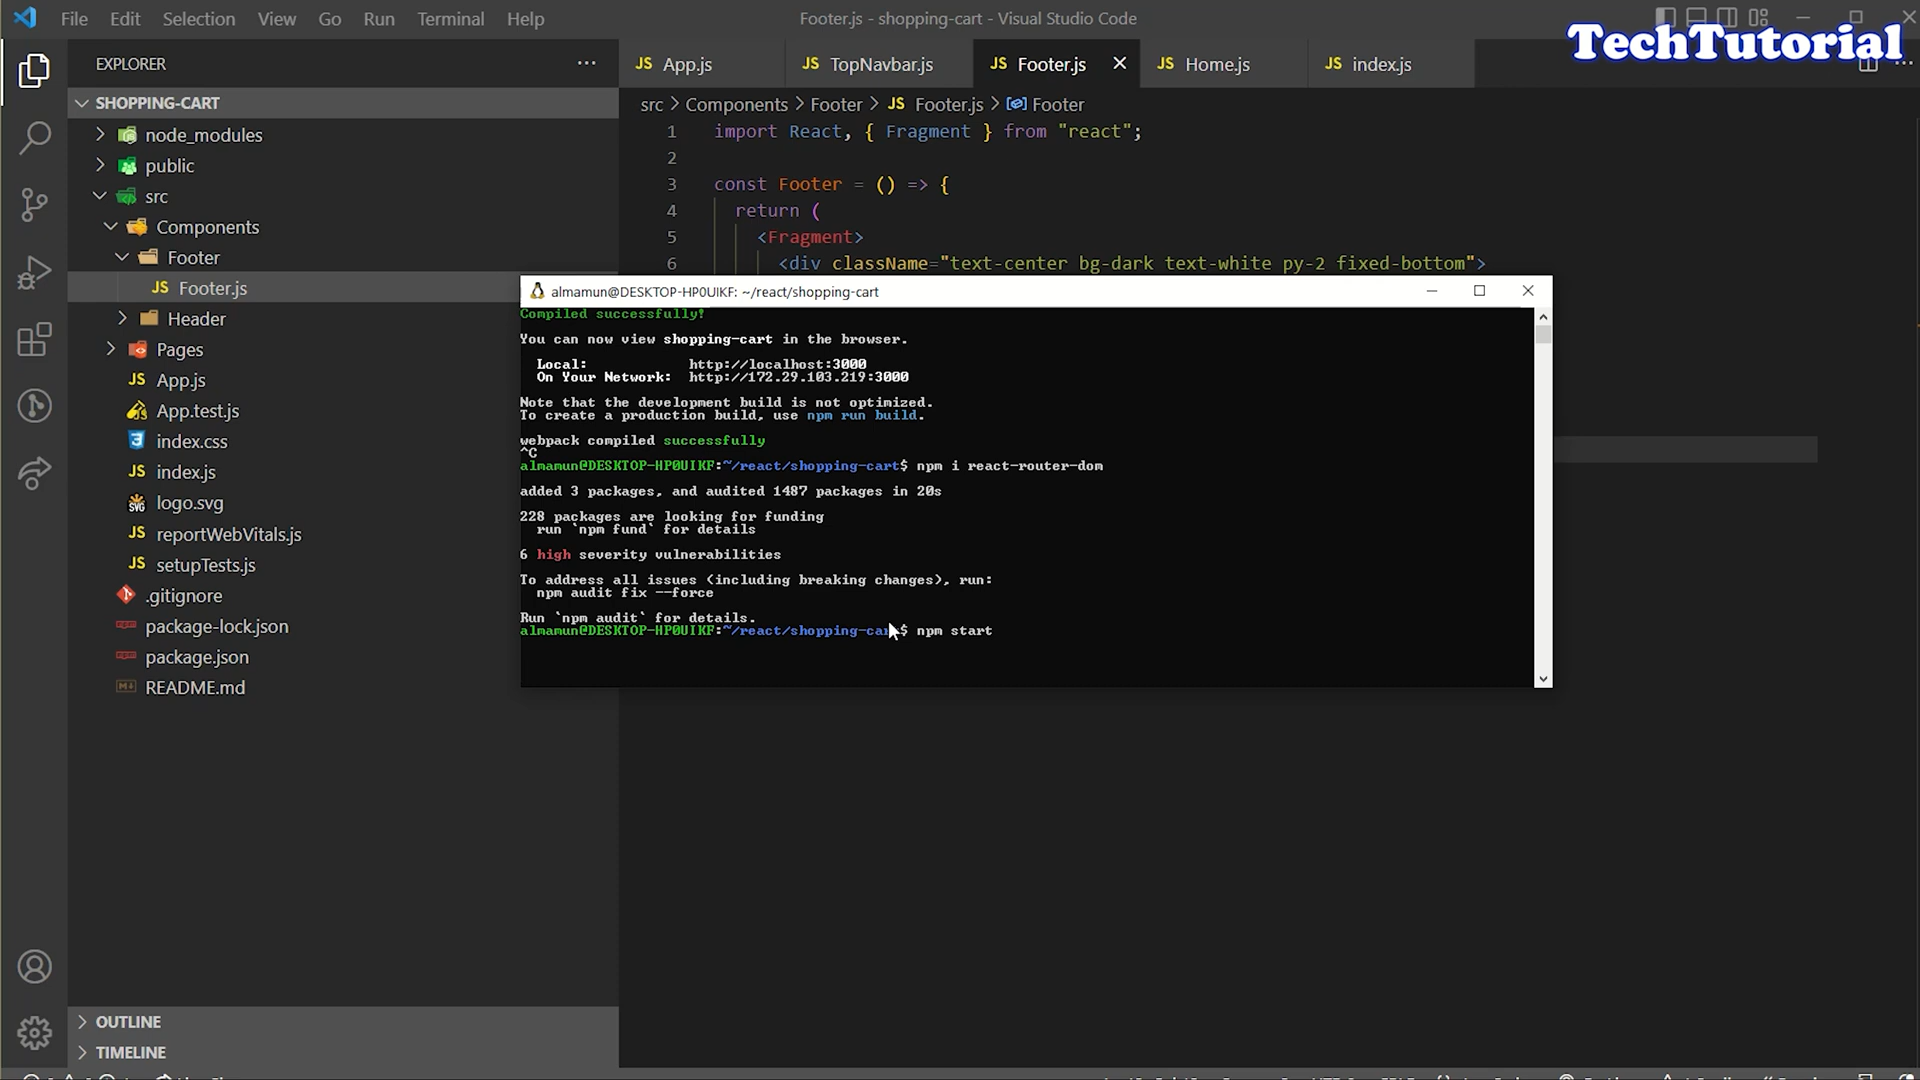 File Edit Selection View Go Run Terminal Help
Footer.js - shopping-cart - Visual Studio Code
TechTutorial
EXPLORER
SHOPPING-CART
node_modules
public
src
Components
Footer
JS Footer.js
Header
Pages
JS App.js
App.test.js
index.css
JS index.js
logo.svg
JS reportWebVitals.js
JS setupTests.js
.gitignore
package-lock.json
package.json
README.md
OUTLINE
TIMELINE
JS App.js JS TopNavbar.js JS Footer.js JS Home.js JS index.js
src > Components > Footer > JS Footer.js > Footer
1 import React, { Fragment } from "react";
2
3 const Footer = () => {
4 return (
5 <Fragment>
6 <div className="text-center bg-dark text-white py-2 fixed-bottom">
almamun@DESKTOP-HP0UIKF: ~/react/shopping-cart
Compiled successfully!
You can now view shopping-cart in the browser.
Local: http://localhost:3000
On Your Network: http://172.29.103.219:3000
Note that the development build is not optimized.
To create a production build, use npm run build.
webpack compiled successfully
^C
almamun@DESKTOP-HP0UIKF:~/react/shopping-cart$ npm i react-router-dom
added 3 packages, and audited 1487 packages in 20s
228 packages are looking for funding
run `npm fund` for details
6 high severity vulnerabilities
To address all issues (including breaking changes), run:
npm audit fix --force
Run `npm audit` for details.
almamun@DESKTOP-HP0UIKF:~/react/shopping-cart$ npm start